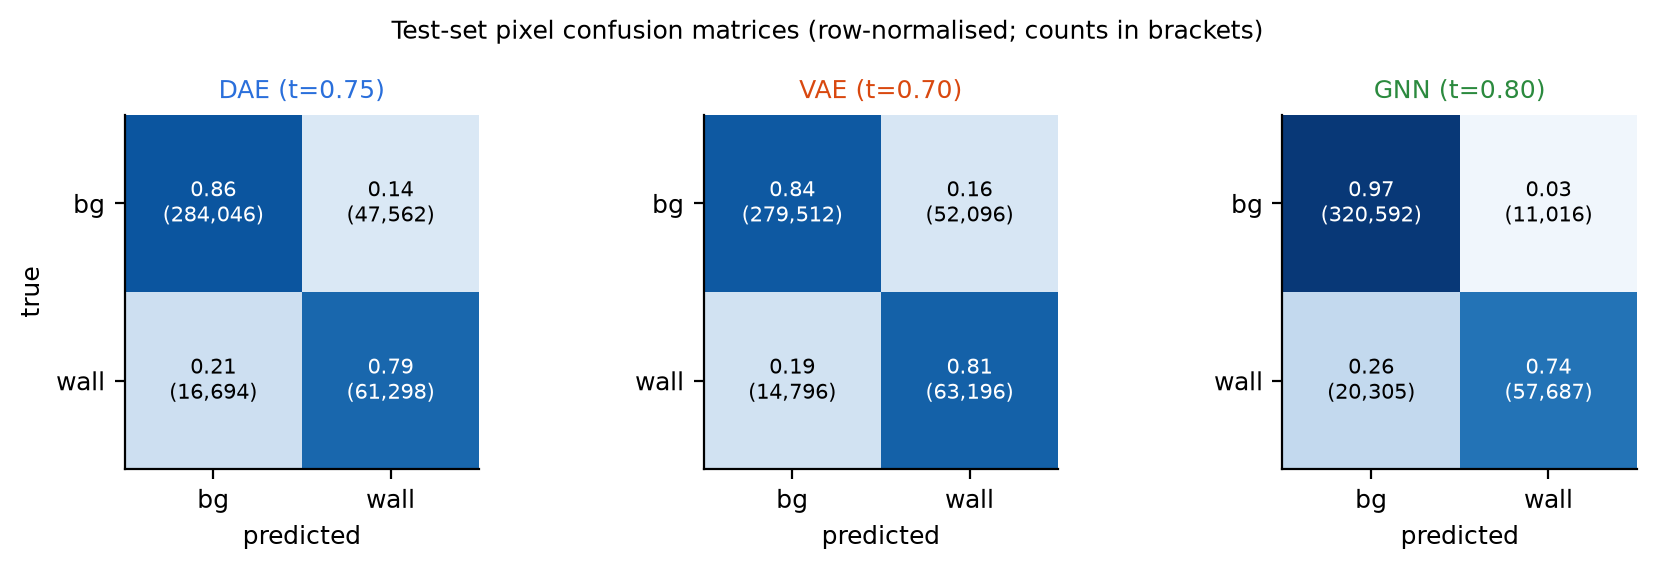 Test-set pixel confusion matrices (row-normalised; counts in brackets)
DAE (t=0.75)
true
bg
0.86
(284,046)
0.14
(47,562)
wall
0.21
(16,694)
0.79
(61,298)
bg
wall
predicted
VAE (t=0.70)
bg
0.84
(279,512)
0.16
(52,096)
wall
0.19
(14,796)
0.81
(63,196)
bg
wall
predicted
GNN (t=0.80)
bg
0.97
(320,592)
0.03
(11,016)
wall
0.26
(20,305)
0.74
(57,687)
bg
wall
predicted